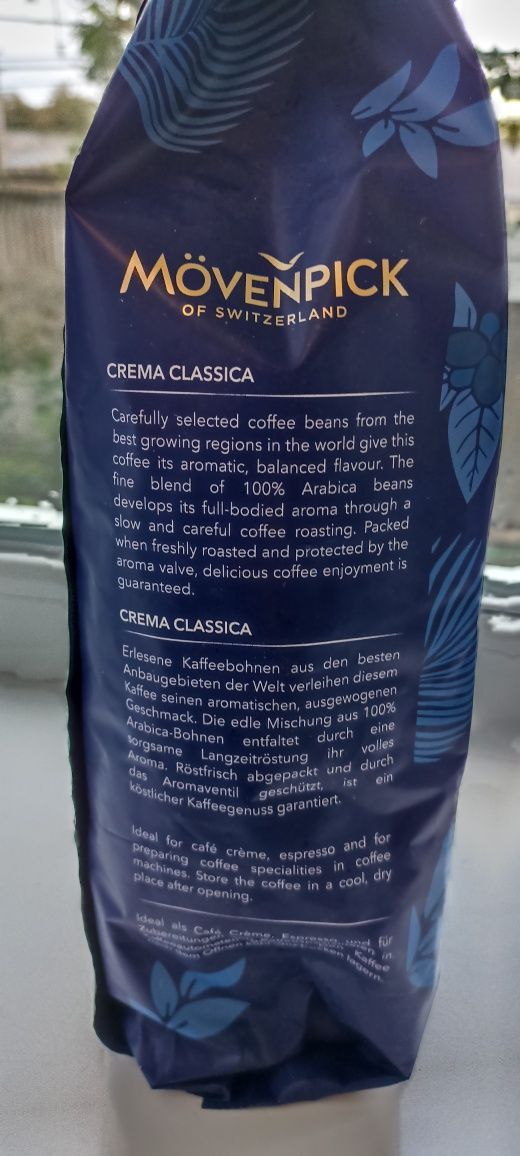 MÖVENPICK
OF SWITZERLAND
CREMA CLASSICA
Carefully selected coffee beans from the
best growing regions in the world give this
coffee its aromatic, balanced flavour. The
fine blend of 100% Arabica beans
develops its full-bodied aroma through a
slow and careful coffee roasting. Packed
when freshly roasted and protected by the
aroma valve, delicious coffee enjoyment is
guaranteed.
CREMA CLASSICA
Erlesene Kaffeebohnen aus den besten
Anbaugebieten der Welt verleihen diesem
Kaffee seinen aromatischen, ausgewogenen
Geschmack. Die edle Mischung aus 100%
Arabica-Bohnen entfaltet durch eine
sorgsame Langzeitröstung ihr volles
Aroma. Röstfrisch abgepackt und durch
das Aromaventil geschützt, ist ein
köstlicher Kaffeegenuss garantiert.
Ideal for café crème, espresso and for
preparing coffee specialities in coffee
machines. Store the coffee in a cool, dry
place after opening.
Ideal als Café Crème, Espresso und für
Zubereitungen in
Kaffee
dem Öffnen lagern.